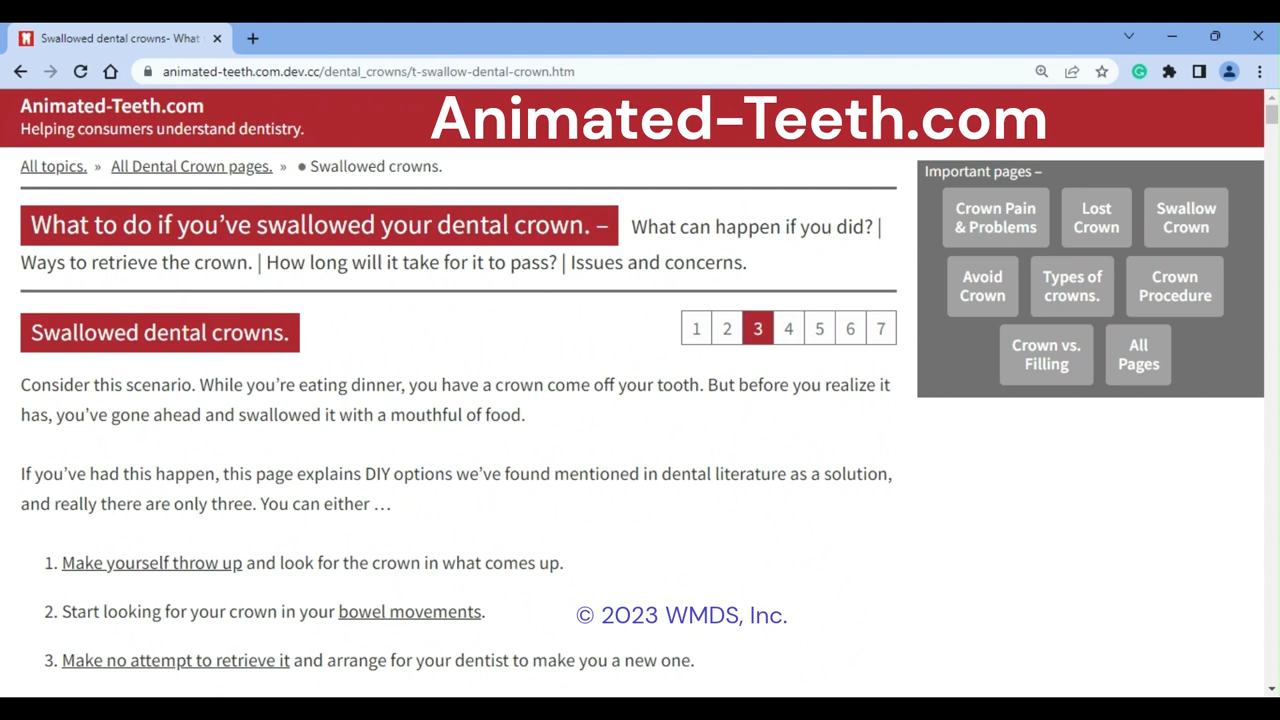 Swallowed dental crowns- What
animated-teeth.com.dev.cc/dental_crowns/t-swallow-dental-crown.htm
Animated-Teeth.com
Helping consumers understand dentistry.
Animated-Teeth.com
All topics. » All Dental Crown pages. » ● Swallowed crowns.
What to do if you’ve swallowed your dental crown. – What can happen if you did? |
Ways to retrieve the crown. | How long will it take for it to pass? | Issues and concerns.
Swallowed dental crowns.
1 2 3 4 5 6 7
Consider this scenario. While you’re eating dinner, you have a crown come off your tooth. But before you realize it
has, you’ve gone ahead and swallowed it with a mouthful of food.
If you’ve had this happen, this page explains DIY options we’ve found mentioned in dental literature as a solution,
and really there are only three. You can either …
1. Make yourself throw up and look for the crown in what comes up.
2. Start looking for your crown in your bowel movements.
3. Make no attempt to retrieve it and arrange for your dentist to make you a new one.
© 2023 WMDS, Inc.
Important pages –
Crown Pain
& Problems
Lost
Crown
Swallow
Crown
Avoid
Crown
Types of
crowns.
Crown
Procedure
Crown vs.
Filling
All
Pages